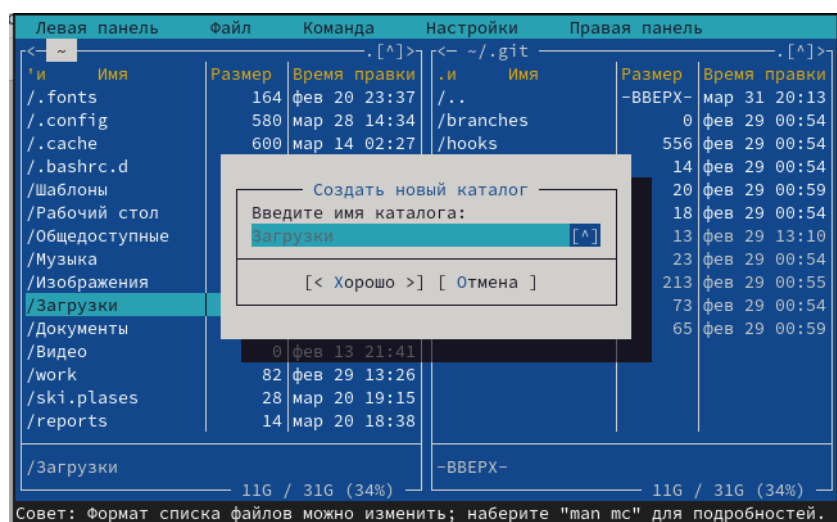 Левая панель Файл Команда Настройки Правая панель
<— ~ .[^]> <— ~/.git .[^]>
'и Имя Размер Время правки .и Имя Размер Время правки
/.fonts 164 фев 20 23:37 /.. -ВВЕРХ- мар 31 20:13
/.config 580 мар 28 14:34 /branches 0 фев 29 00:54
/.cache 600 мар 14 02:27 /hooks 556 фев 29 00:54
/.bashrc.d 14 фев 29 00:54
/Шаблоны Создать новый каталог 20 фев 29 00:59
/Рабочий стол Введите имя каталога: 18 фев 29 00:54
/Общедоступные Загрузки [^] 13 фев 29 13:10
/Музыка 23 фев 29 00:54
/Изображения [< Хорошо >] [ Отмена ] 213 фев 29 00:55
/Загрузки 73 фев 29 00:54
/Документы 65 фев 29 00:59
/Видео 0 фев 13 21:41
/work 82 фев 29 13:26
/ski.plases 28 мар 20 19:15
/reports 14 мар 20 18:38
/Загрузки -ВВЕРХ-
11G / 31G (34%) 11G / 31G (34%)
Совет: Формат списка файлов можно изменить; наберите "man mc" для подробностей.